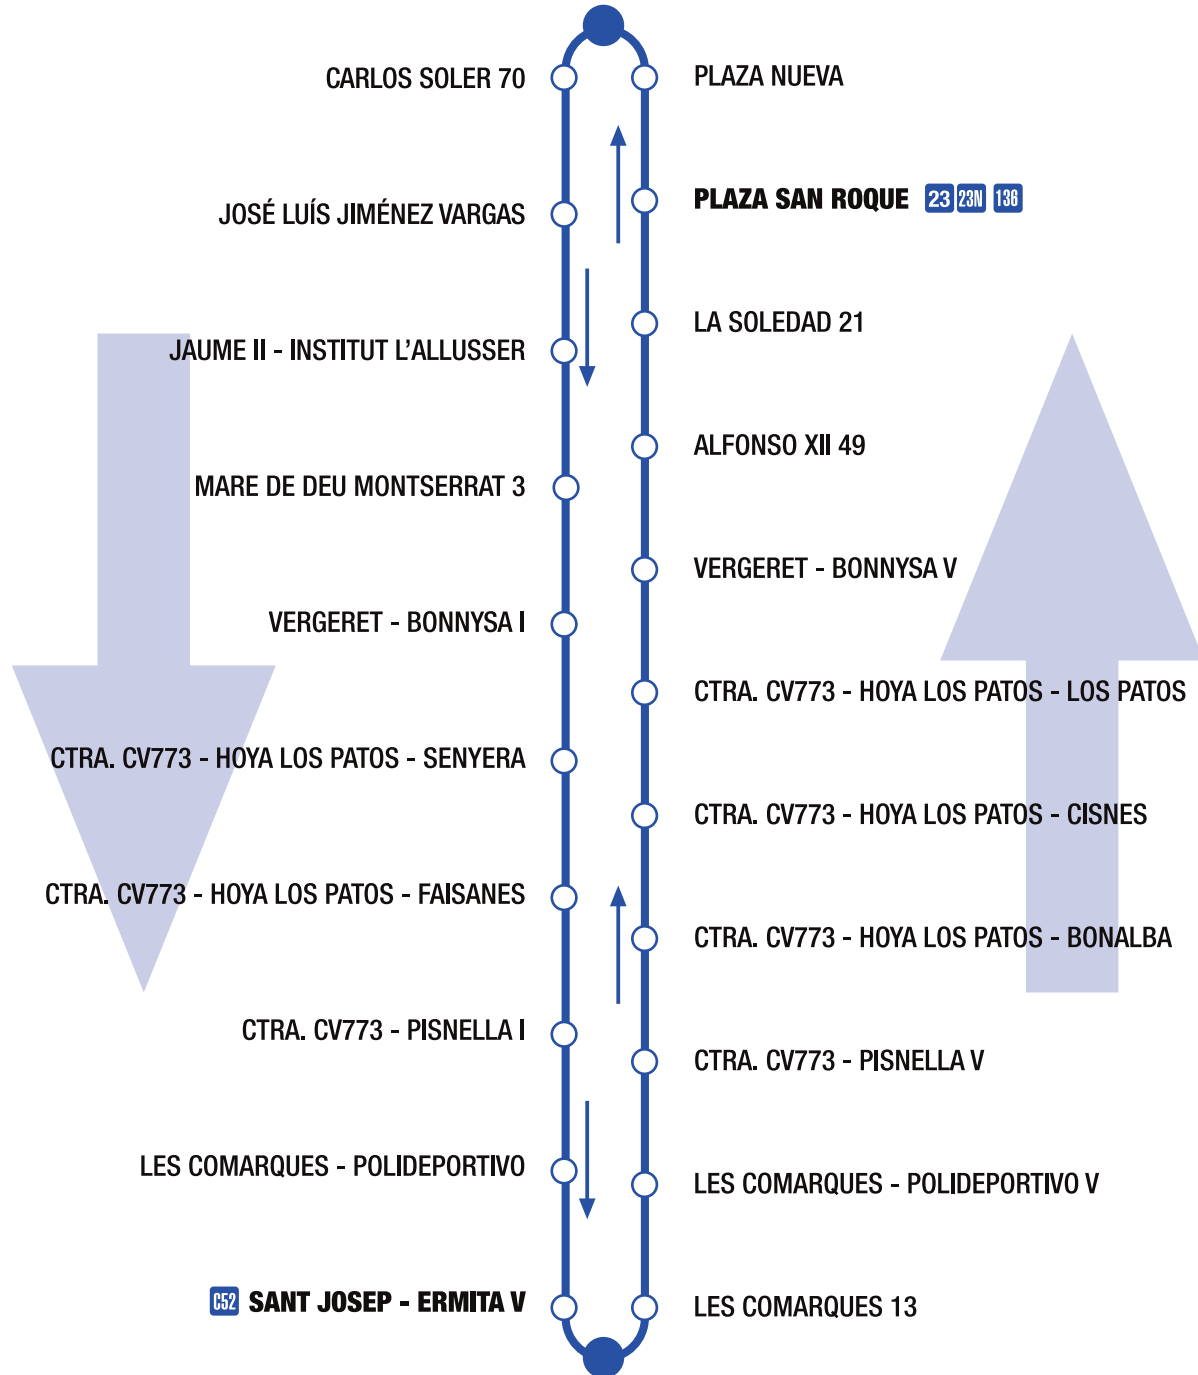 CARLOS SOLER 70
JOSÉ LUÍS JIMÉNEZ VARGAS
JAUME II - INSTITUT L'ALLUSSER
MARE DE DEU MONTSERRAT 3
VERGERET - BONNYSA I
CTRA. CV773 - HOYA LOS PATOS - SENYERA
CTRA. CV773 - HOYA LOS PATOS - FAISANES
CTRA. CV773 - PISNELLA I
LES COMARQUES - POLIDEPORTIVO
C52 SANT JOSEP - ERMITA V
PLAZA NUEVA
PLAZA SAN ROQUE 23 23N 136
LA SOLEDAD 21
ALFONSO XII 49
VERGERET - BONNYSA V
CTRA. CV773 - HOYA LOS PATOS - LOS PATOS
CTRA. CV773 - HOYA LOS PATOS - CISNES
CTRA. CV773 - HOYA LOS PATOS - BONALBA
CTRA. CV773 - PISNELLA V
LES COMARQUES - POLIDEPORTIVO V
LES COMARQUES 13